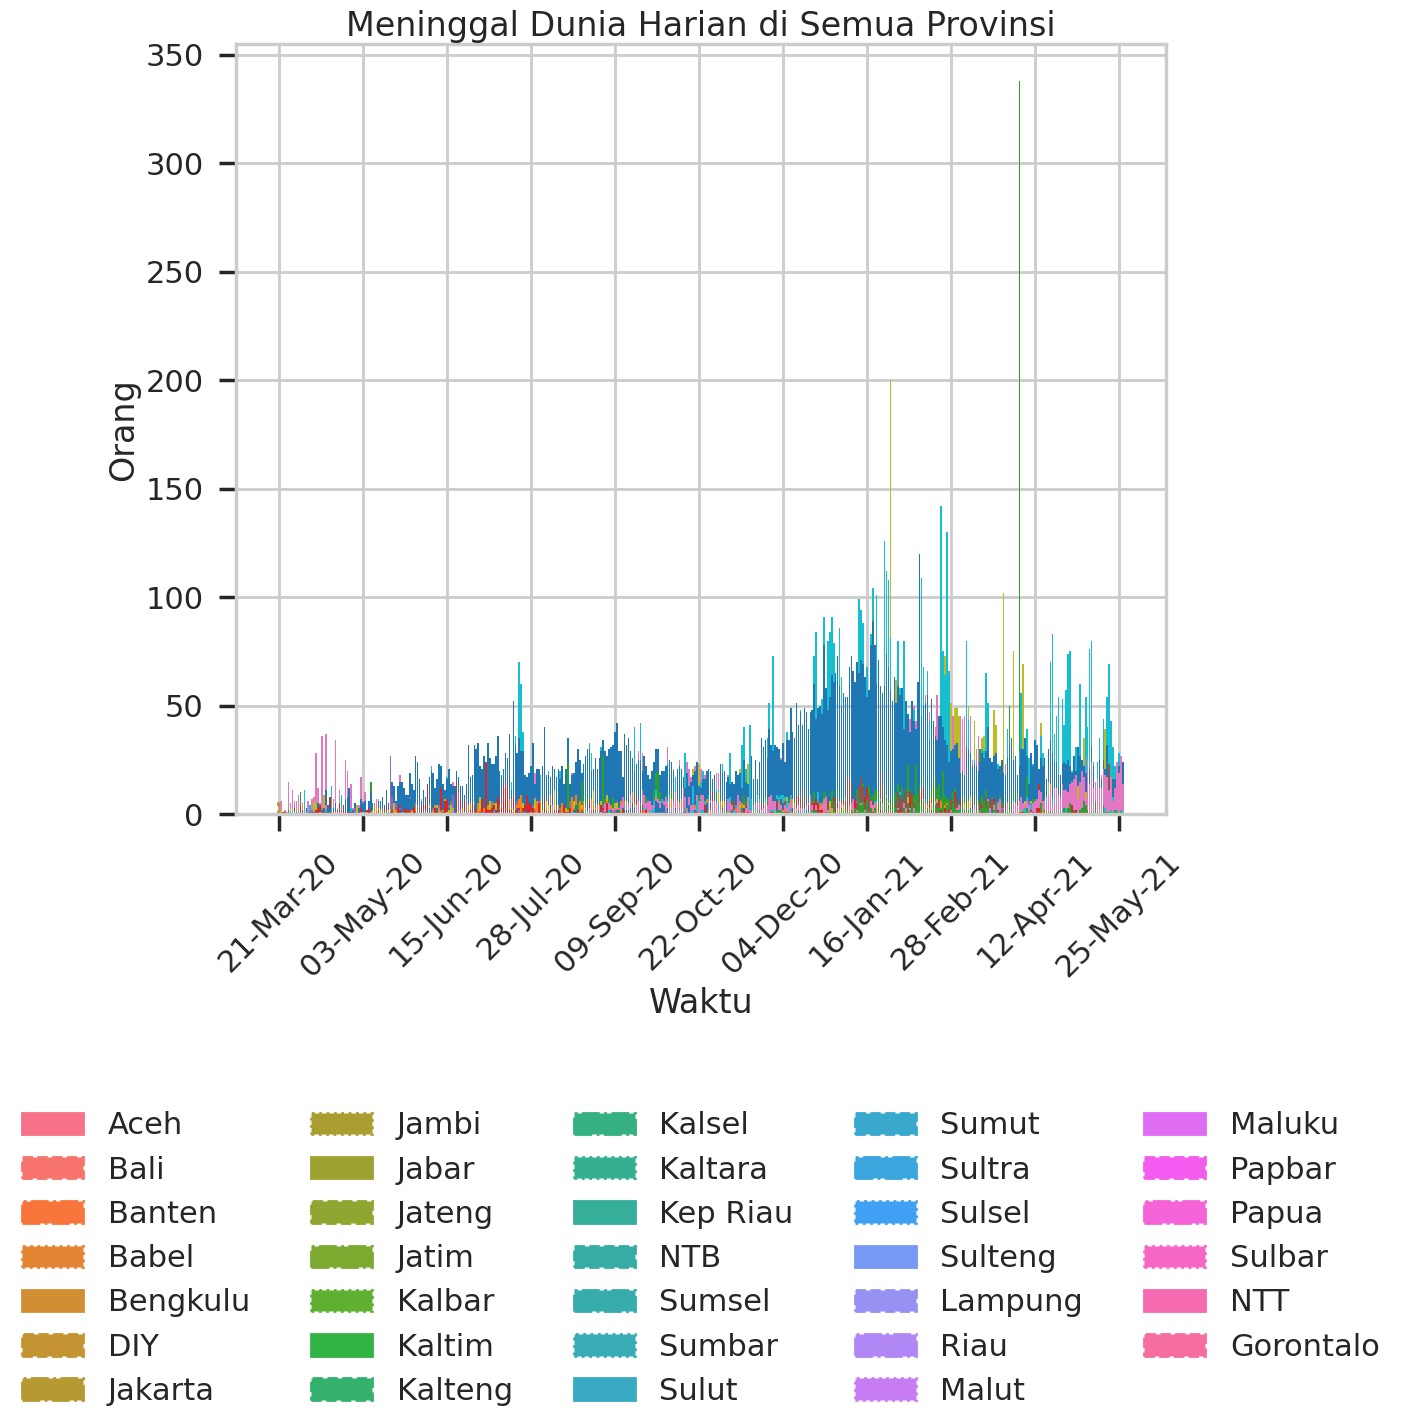 Meninggal Dunia Harian di Semua Provinsi
350
300
250
200
150
100
50
0
Orang
21-Mar-20
03-May-20
15-Jun-20
28-Jul-20
09-Sep-20
22-Oct-20
04-Dec-20
16-Jan-21
28-Feb-21
12-Apr-21
25-May-21
Waktu
Aceh
Bali
Banten
Babel
Bengkulu
DIY
Jakarta
Jambi
Jabar
Jateng
Jatim
Kalbar
Kaltim
Kalteng
Kalsel
Kaltara
Kep Riau
NTB
Sumsel
Sumbar
Sulut
Sumut
Sultra
Sulsel
Sulteng
Lampung
Riau
Malut
Maluku
Papbar
Papua
Sulbar
NTT
Gorontalo